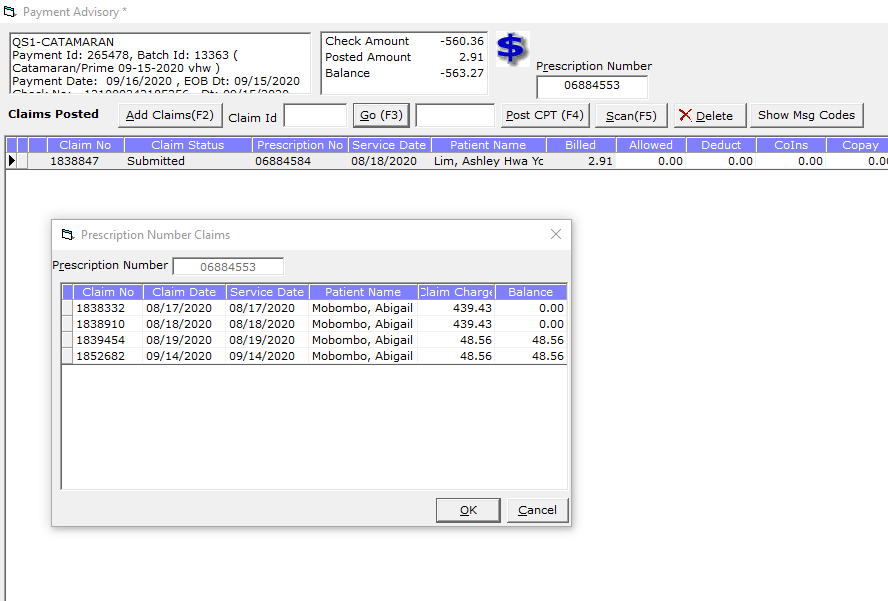 Payment Advisory *
QS1-CATAMARAN
Payment Id: 265478, Batch Id: 13363 (
Catamaran/Prime 09-15-2020 vhw )
Payment Date: 09/16/2020 , EOB Dt: 09/15/2020
Check Amount -560.36
Posted Amount 2.91
Balance -563.27
$
Prescription Number
06884553
Claims Posted Add Claims(F2) Claim Id Go (F3) Post CPT (F4) Scan(F5) Delete Show Msg Codes
Claim No Claim Status Prescription No Service Date Patient Name Billed Allowed Deduct CoIns Copay
1838847 Submitted 06884584 08/18/2020 Lim, Ashley Hwa Yc 2.91 0.00 0.00 0.00 0.00
Prescription Number Claims
Prescription Number 06884553
Claim No Claim Date Service Date Patient Name Claim Charge Balance
1838332 08/17/2020 08/17/2020 Mobombo, Abigail 439.43 0.00
1838910 08/18/2020 08/18/2020 Mobombo, Abigail 439.43 0.00
1839454 08/19/2020 08/19/2020 Mobombo, Abigail 48.56 48.56
1852682 09/14/2020 09/14/2020 Mobombo, Abigail 48.56 48.56
OK Cancel